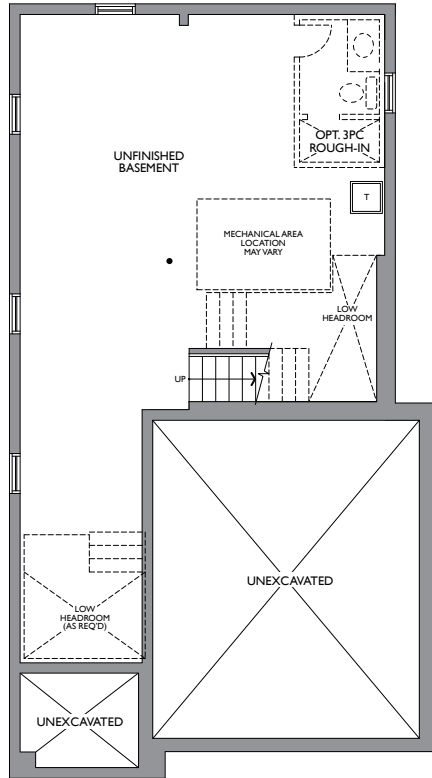 OPT. 3PC
ROUGH-IN
UNFINISHED
BASEMENT
T
MECHANICAL AREA
LOCATION
MAY VARY
LOW
HEADROOM
UP
UNEXCAVATED
LOW
HEADROOM
(AS REQ'D)
UNEXCAVATED